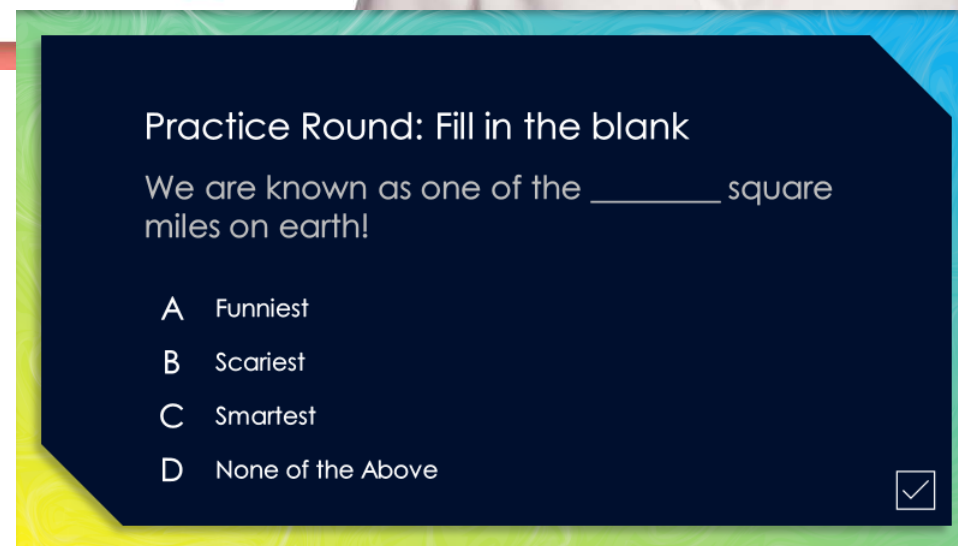 Practice Round: Fill in the blank
We are known as one of the ________ square
miles on earth!
A Funniest
B Scariest
C Smartest
D None of the Above